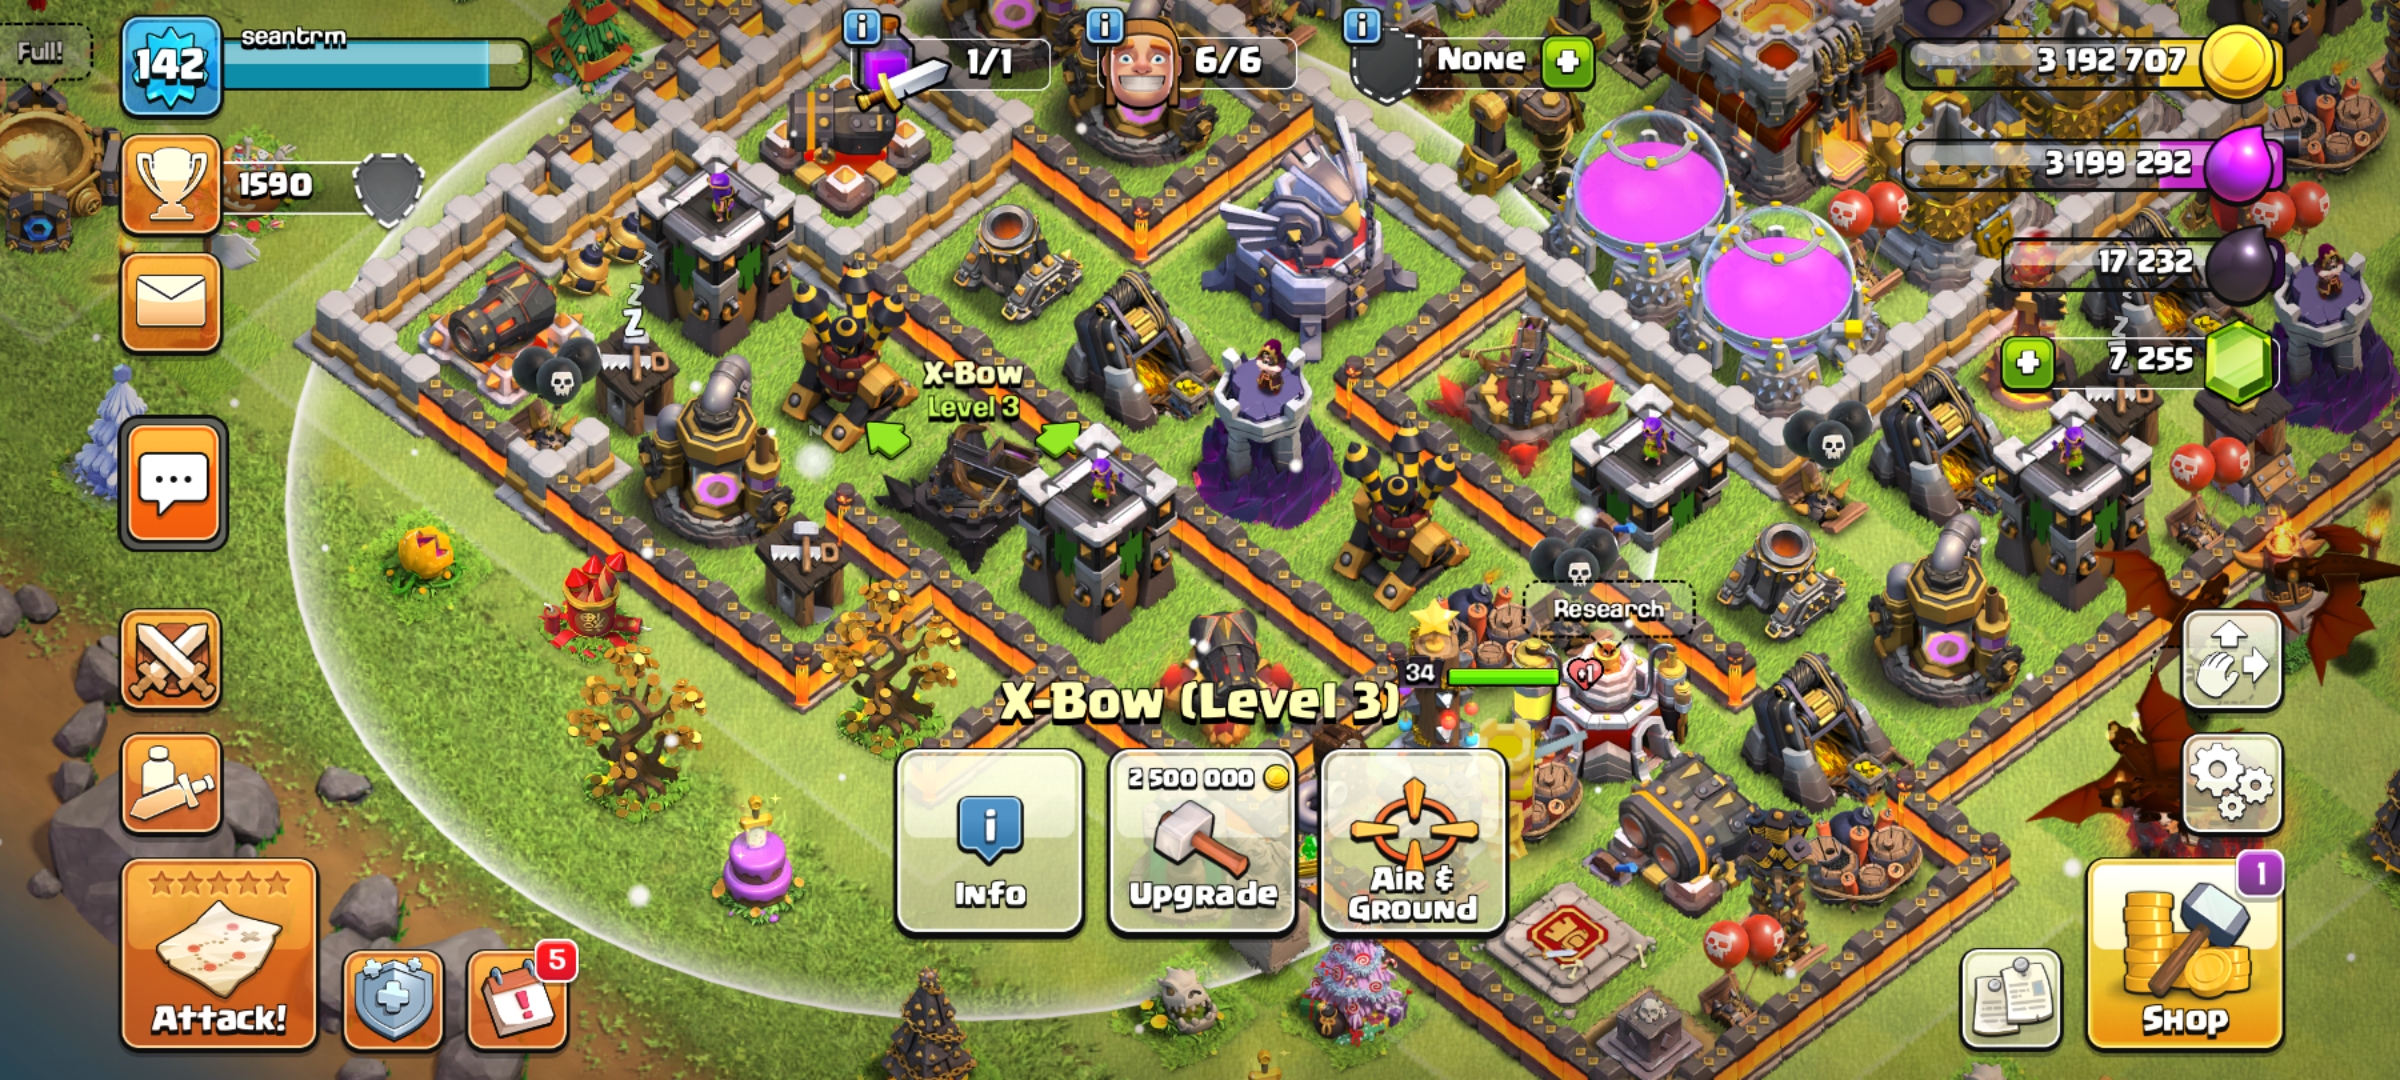 Full!
142
seantrm
1/1
6/6
None
3 192 707
1590
3 199 292
17 232
7 255
X-Bow
Level 3
Research
34
+1
X-Bow (Level 3)
2 500 000
Info
Upgrade
Air &
Ground
1
5
Attack!
Shop